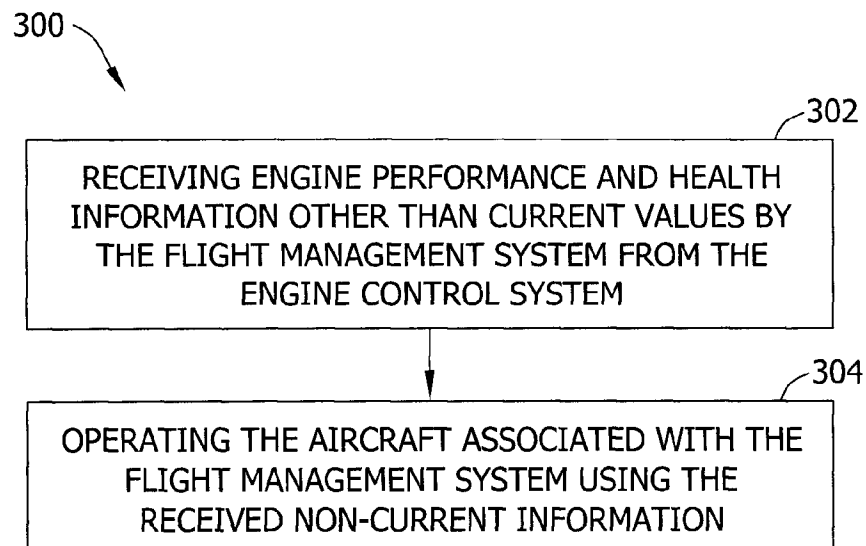 300
302
RECEIVING ENGINE PERFORMANCE AND HEALTH
INFORMATION OTHER THAN CURRENT VALUES BY
THE FLIGHT MANAGEMENT SYSTEM FROM THE
ENGINE CONTROL SYSTEM
304
OPERATING THE AIRCRAFT ASSOCIATED WITH THE
FLIGHT MANAGEMENT SYSTEM USING THE
RECEIVED NON-CURRENT INFORMATION